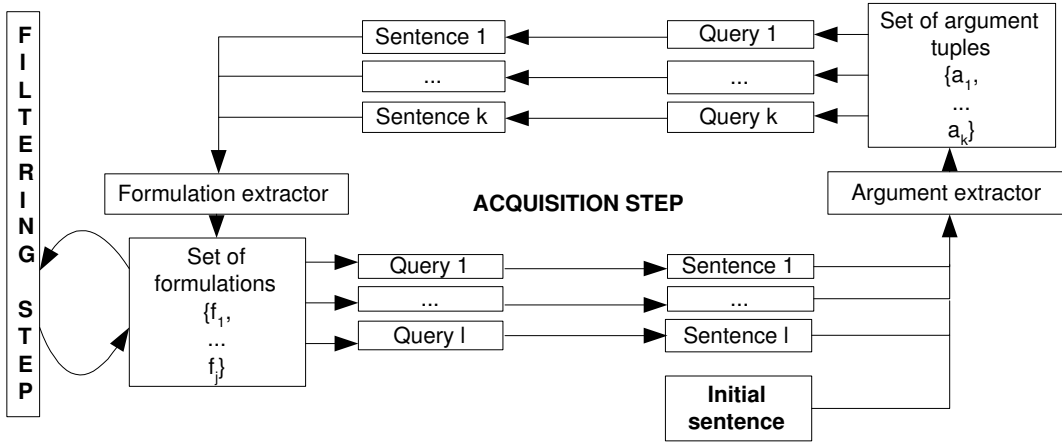 FILTERING STEP
Sentence 1
Query 1
Set of argument
tuples
{a1,
...
ak}
...
...
Sentence k
Query k
Formulation extractor
Argument extractor
ACQUISITION STEP
Set of
formulations
{f1,
...
fj}
Query 1
Sentence 1
...
...
Query l
Sentence l
Initial
sentence